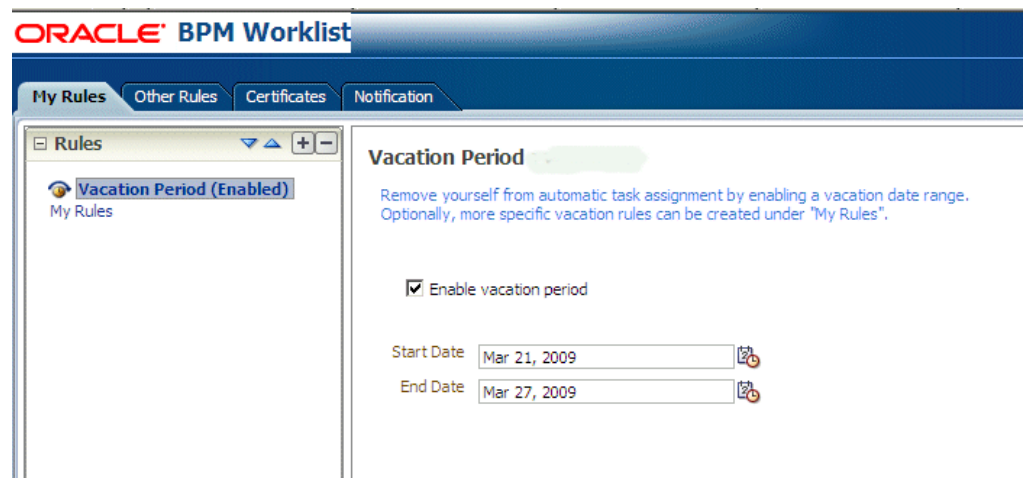 ORACLE BPM Worklist
My Rules Other Rules Certificates Notification
Rules
Vacation Period (Enabled)
My Rules
Vacation Period
Remove yourself from automatic task assignment by enabling a vacation date range.
Optionally, more specific vacation rules can be created under "My Rules".
Enable vacation period
Start Date Mar 21, 2009
End Date Mar 27, 2009